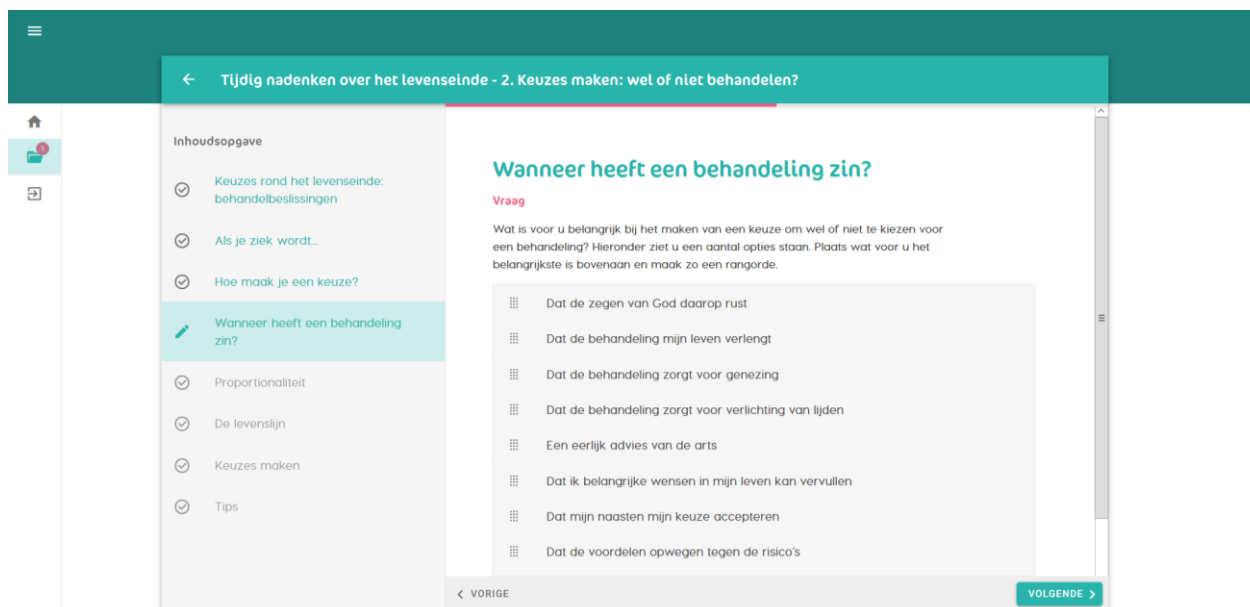 Tijdig nadenken over het levenseinde - 2. Keuzes maken: wel of niet behandelen?
1
Inhoudsopgave
Keuzes rond het levenseinde:
behandelbeslissingen
Als je ziek wordt...
Hoe maak je een keuze?
Wanneer heeft een behandeling
zin?
Proportionaliteit
De levenslijn
Keuzes maken
Tips
Wanneer heeft een behandeling zin?
Vraag
Wat is voor u belangrijk bij het maken van een keuze om wel of niet te kiezen voor
een behandeling? Hieronder ziet u een aantal opties staan. Plaats wat voor u het
belangrijkste is bovenaan en maak zo een rangorde.
Dat de zegen van God daarop rust
Dat de behandeling mijn leven verlengt
Dat de behandeling zorgt voor genezing
Dat de behandeling zorgt voor verlichting van lijden
Een eerlijk advies van de arts
Dat ik belangrijke wensen in mijn leven kan vervullen
Dat mijn naasten mijn keuze accepteren
Dat de voordelen opwegen tegen de risico's
VORIGE
VOLGENDE